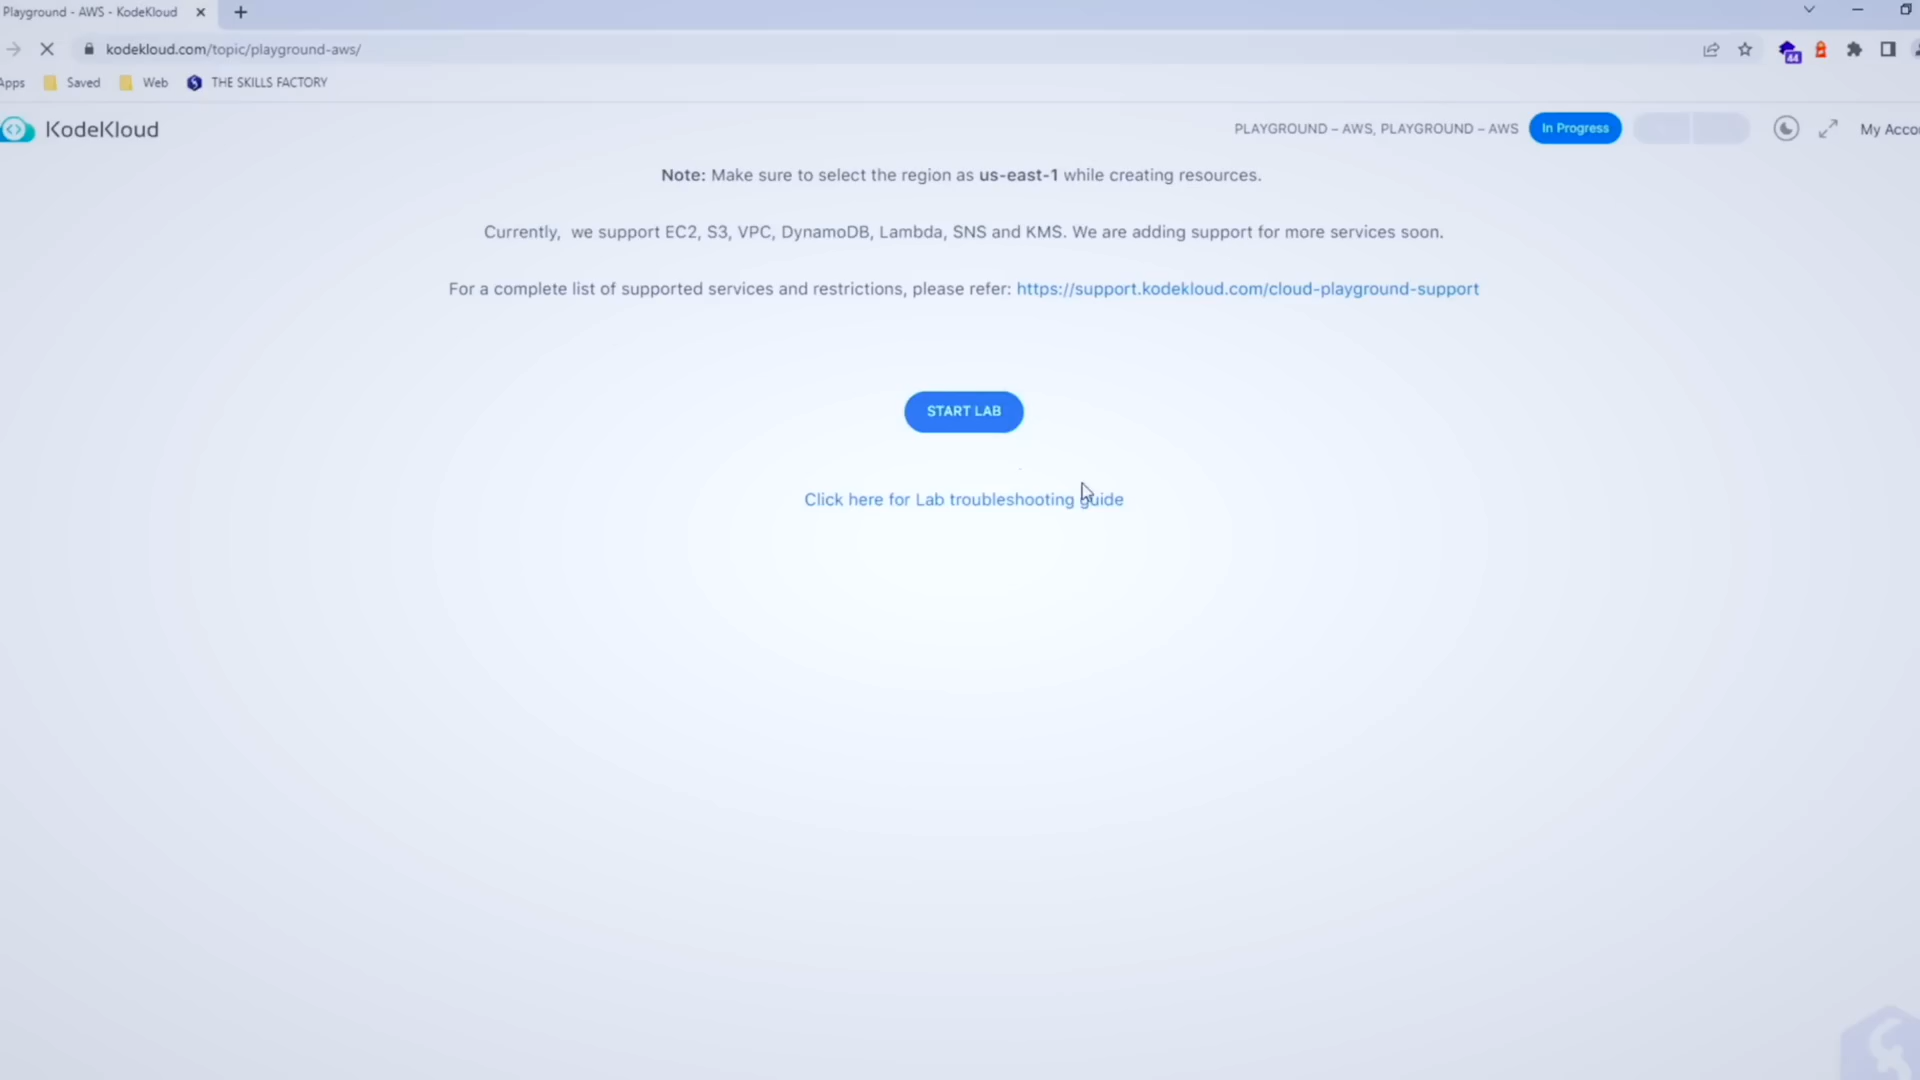 Playground - AWS - KodeKloud
kodekloud.com/topic/playground-aws/
Apps Saved Web THE SKILLS FACTORY
44
KodeKloud
PLAYGROUND – AWS, PLAYGROUND – AWS In Progress My Acco
Note: Make sure to select the region as us-east-1 while creating resources.
Currently, we support EC2, S3, VPC, DynamoDB, Lambda, SNS and KMS. We are adding support for more services soon.
For a complete list of supported services and restrictions, please refer: https://support.kodekloud.com/cloud-playground-support
START LAB
Click here for Lab troubleshooting guide